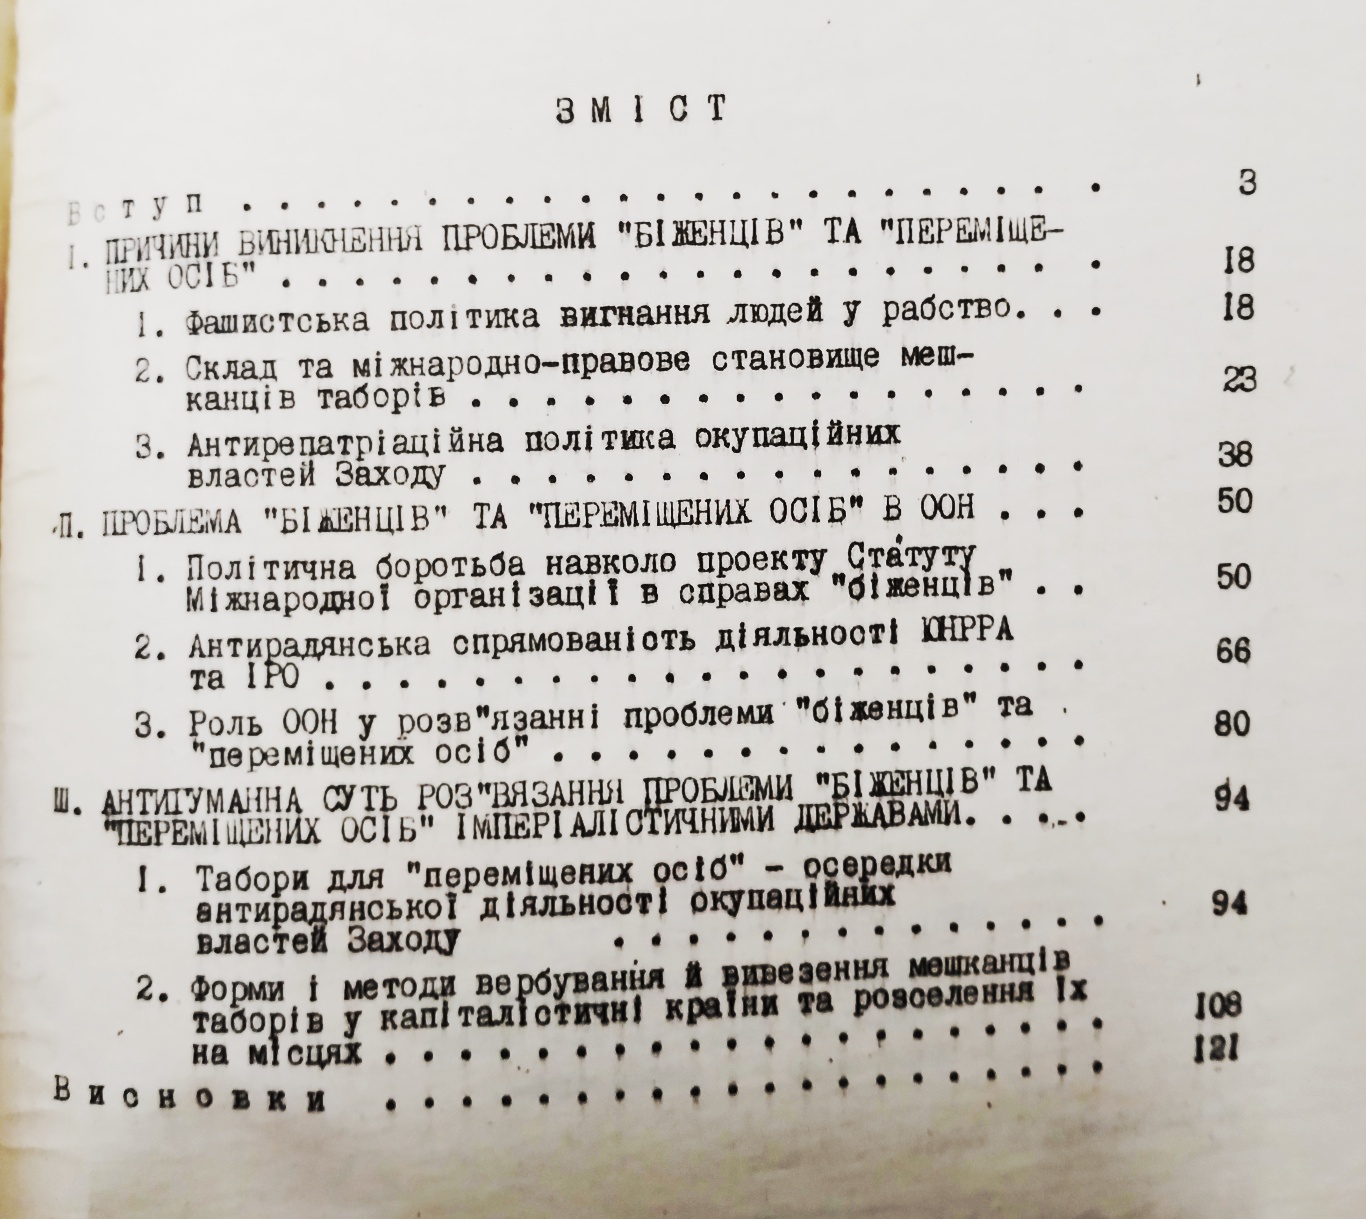 ЗМІСТ
Вступ . . . . . . . . . . . . . . . . . . . . . . . 3
І. ПРИЧИНИ ВИНИКНЕННЯ ПРОБЛЕМИ "БІЖЕНЦІВ" ТА "ПЕРЕМІЩЕ-
НИХ ОСІБ" . . . . . . . . . . . . . . . . . . . . . . 18
1. Фашистська політика вигнання людей у рабство. . . 18
2. Склад та міжнародно-правове становище меш-
канців таборів . . . . . . . . . . . . . . . . . 23
3. Антирепатріаційна політика окупаційних
властей Заходу . . . . . . . . . . . . . . . . . 38
П. ПРОБЛЕМА "БІЖЕНЦІВ" ТА "ПЕРЕМІЩЕНИХ ОСІБ" В ООН . . . 50
1. Політична боротьба навколо проекту Статуту
Міжнародної організації в справах "біженців" . . 50
2. Антирадянська спрямованість діяльності ЮНРРА
та ІРО . . . . . . . . . . . . . . . . . . . . . 66
3. Роль ООН у розв"язанні проблеми "біженців" та
"переміщених осіб" . . . . . . . . . . . . . . . 80
Ш. АНТИГУМАННА СУТЬ РОЗ"ВЯЗАННЯ ПРОБЛЕМИ "БІЖЕНЦІВ" ТА
"ПЕРЕМІЩЕНИХ ОСІБ" ІМПЕРІАЛІСТИЧНИМИ ДЕРЖАВАМИ. . . . 94
1. Табори для "переміщених осіб" - осередки
антирадянської діяльності окупаційних
властей Заходу . . . . . . . . . . . . . . 94
2. Форми і методи вербування й вивезення мешканців
таборів у капіталістичні країни та розселення їх
на місцях . . . . . . . . . . . . . . . . . . . . 108
Висновки . . . . . . . . . . . . . . . . . . . . 121